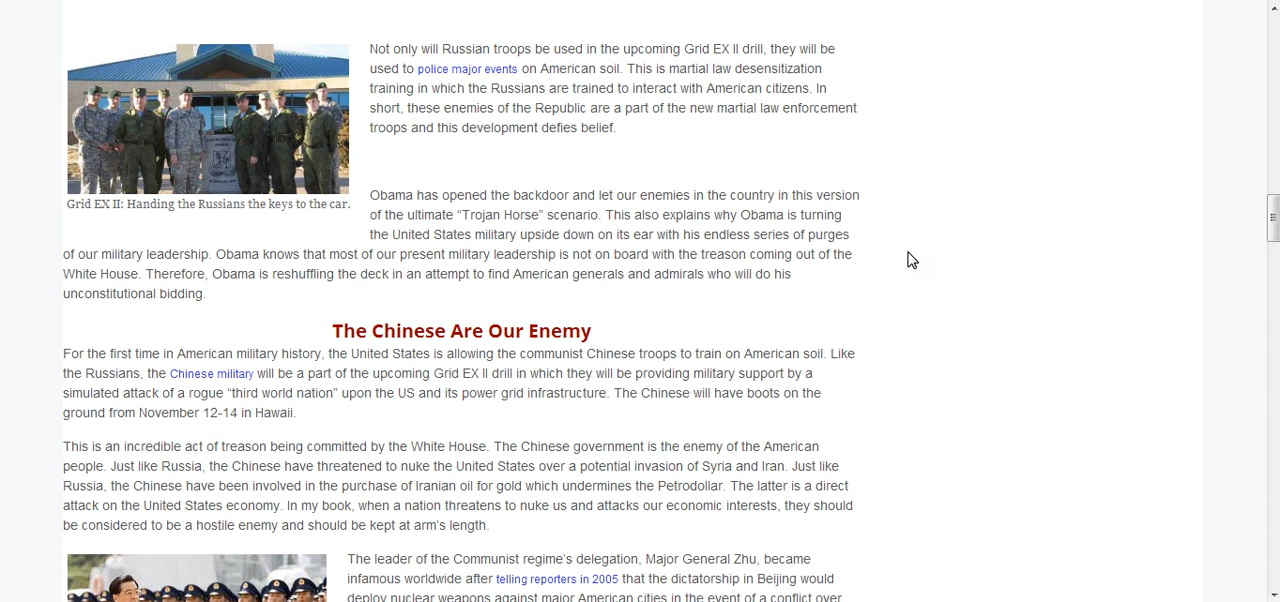 Not only will Russian troops be used in the upcoming Grid EX II drill, they will be
used to police major events on American soil. This is martial law desensitization
training in which the Russians are trained to interact with American citizens. In
short, these enemies of the Republic are a part of the new martial law enforcement
troops and this development defies belief.
Grid EX II: Handing the Russians the keys to the car.
Obama has opened the backdoor and let our enemies in the country in this version
of the ultimate “Trojan Horse” scenario. This also explains why Obama is turning
the United States military upside down on its ear with his endless series of purges
of our military leadership. Obama knows that most of our present military leadership is not on board with the treason coming out of the
White House. Therefore, Obama is reshuffling the deck in an attempt to find American generals and admirals who will do his
unconstitutional bidding.
The Chinese Are Our Enemy
For the first time in American military history, the United States is allowing the communist Chinese troops to train on American soil. Like
the Russians, the Chinese military will be a part of the upcoming Grid EX II drill in which they will be providing military support by a
simulated attack of a rogue “third world nation” upon the US and its power grid infrastructure. The Chinese will have boots on the
ground from November 12-14 in Hawaii.
This is an incredible act of treason being committed by the White House. The Chinese government is the enemy of the American
people. Just like Russia, the Chinese have threatened to nuke the United States over a potential invasion of Syria and Iran. Just like
Russia, the Chinese have been involved in the purchase of Iranian oil for gold which undermines the Petrodollar. The latter is a direct
attack on the United States economy. In my book, when a nation threatens to nuke us and attacks our economic interests, they should
be considered to be a hostile enemy and should be kept at arm’s length.
The leader of the Communist regime’s delegation, Major General Zhu, became
infamous worldwide after telling reporters in 2005 that the dictatorship in Beijing would
deploy nuclear weapons against major American cities in the event of a conflict over